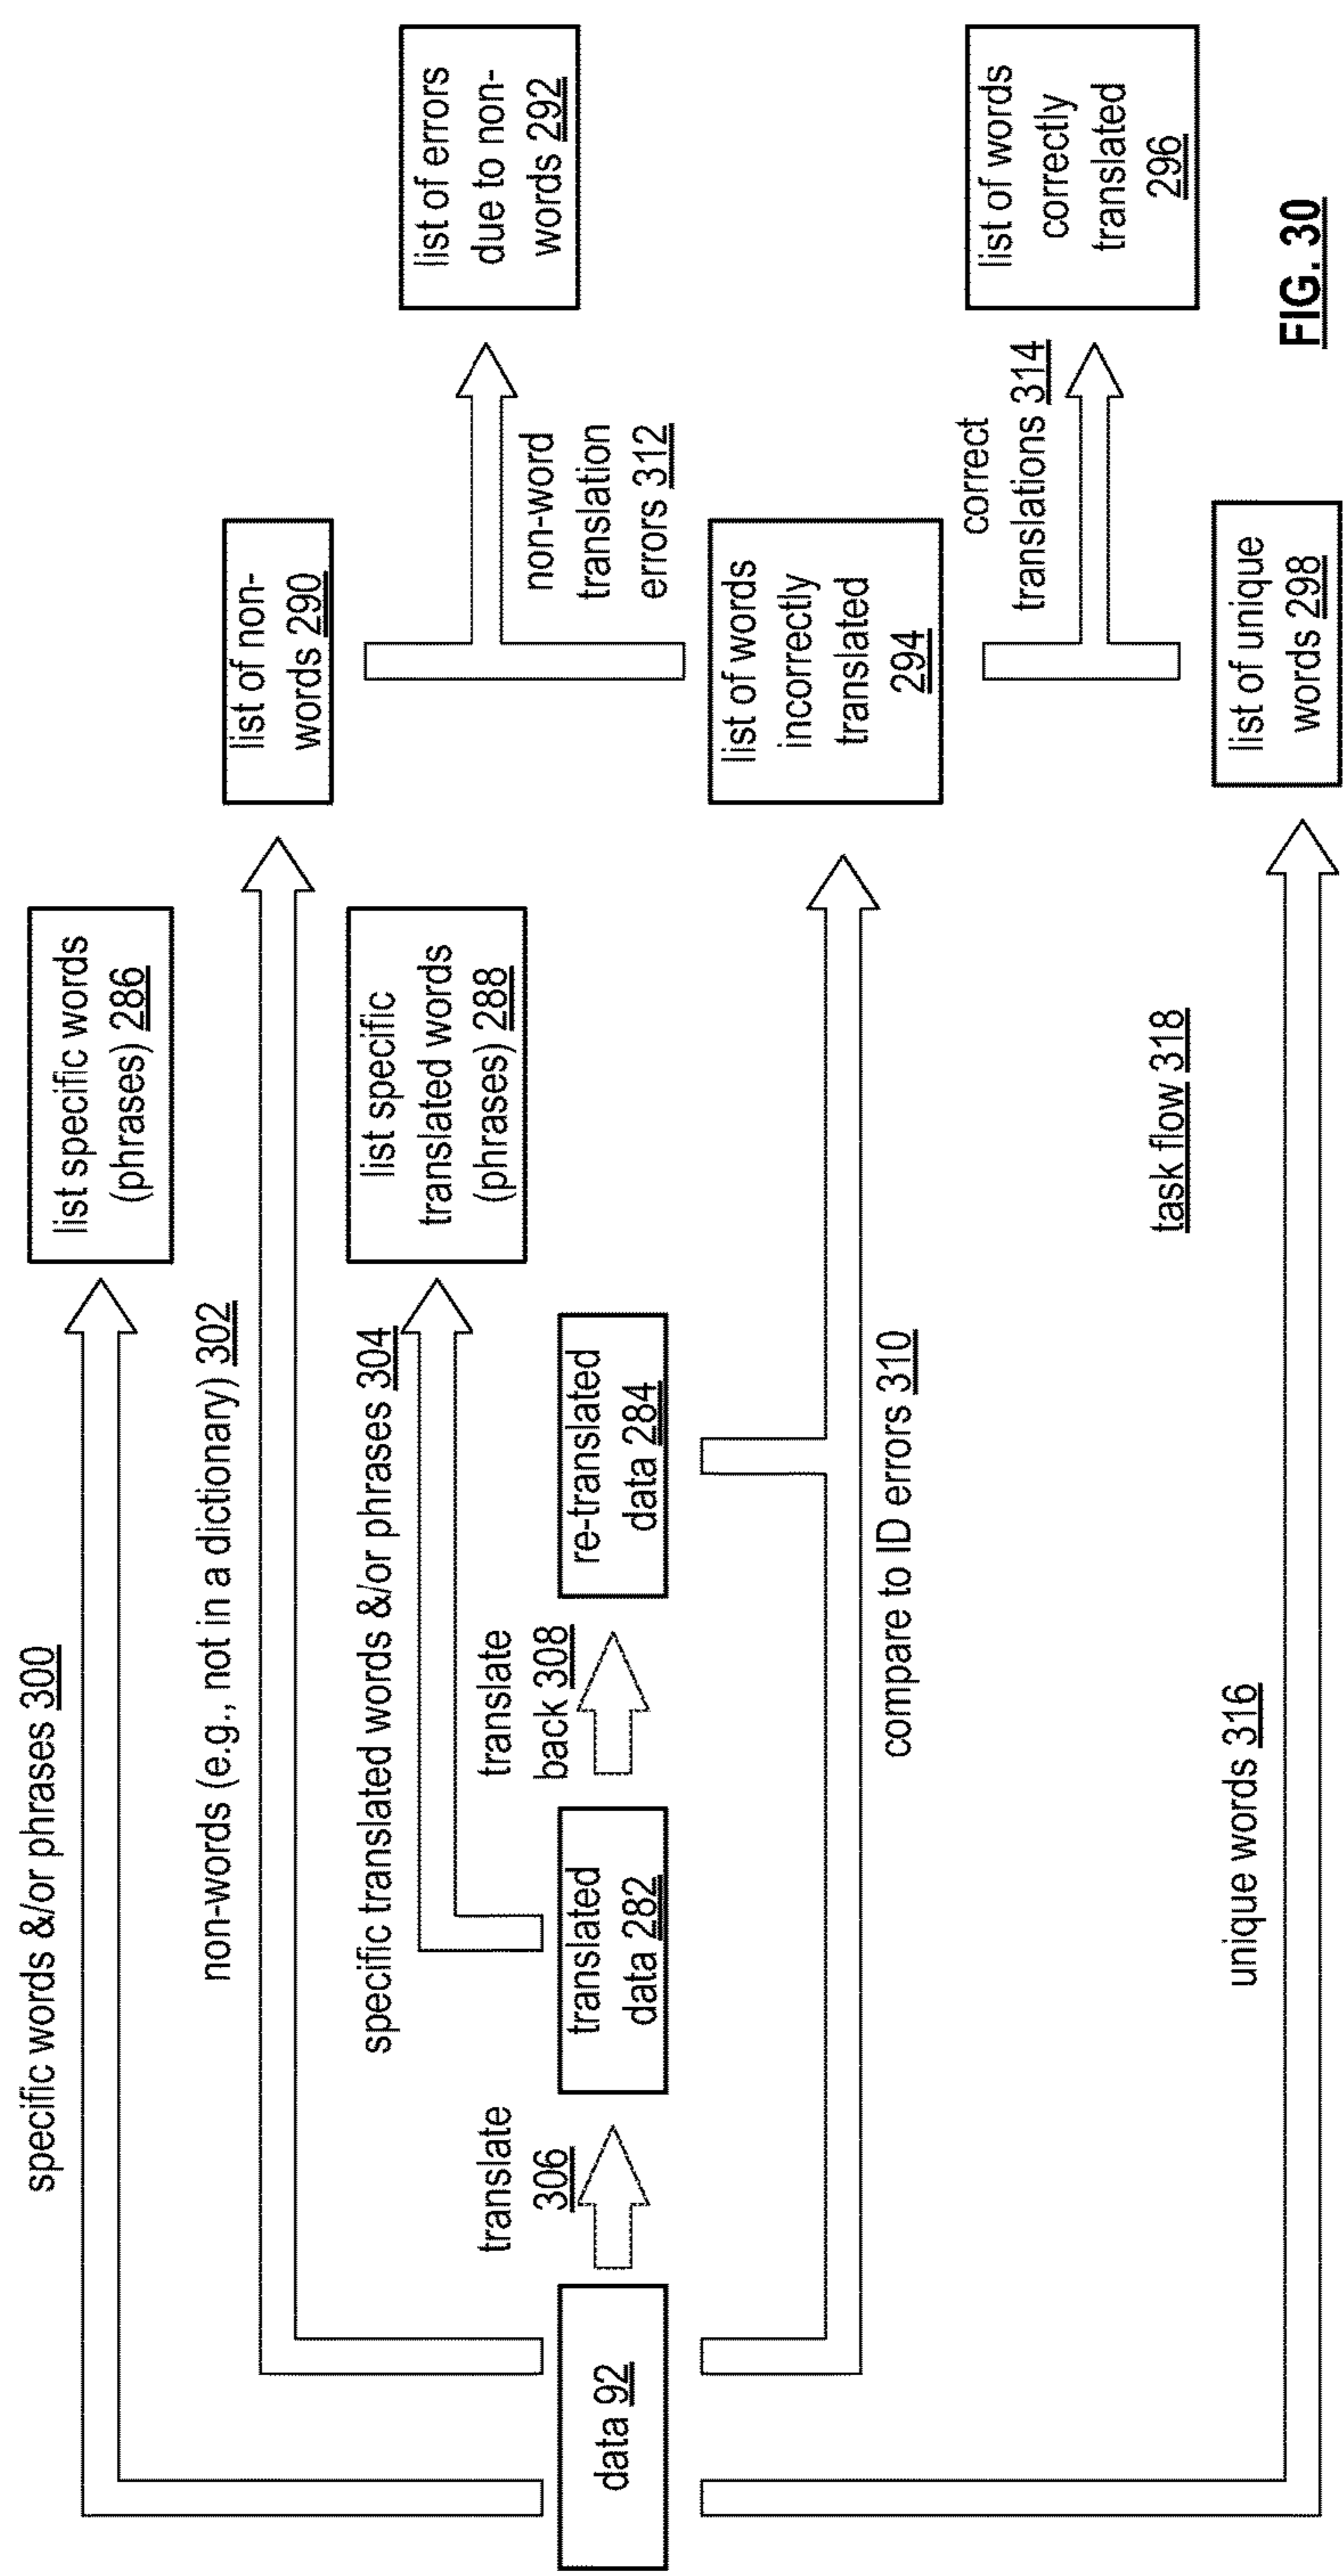 specific words &/or phrases 300
list specific words
(phrases) 286
non-words (e.g., not in a dictionary) 302
list of non-
words 290
list of errors
due to non-
words 292
specific translated words &/or phrases 304
list specific
translated words
(phrases) 288
non-word
translation
errors 312
data 92
translate
306
translated
data 282
translate
back 308
re-translated
data 284
compare to ID errors 310
list of words
incorrectly
translated
294
correct
translations 314
list of words
correctly
translated
296
task flow 318
unique words 316
list of unique
words 298
FIG. 30